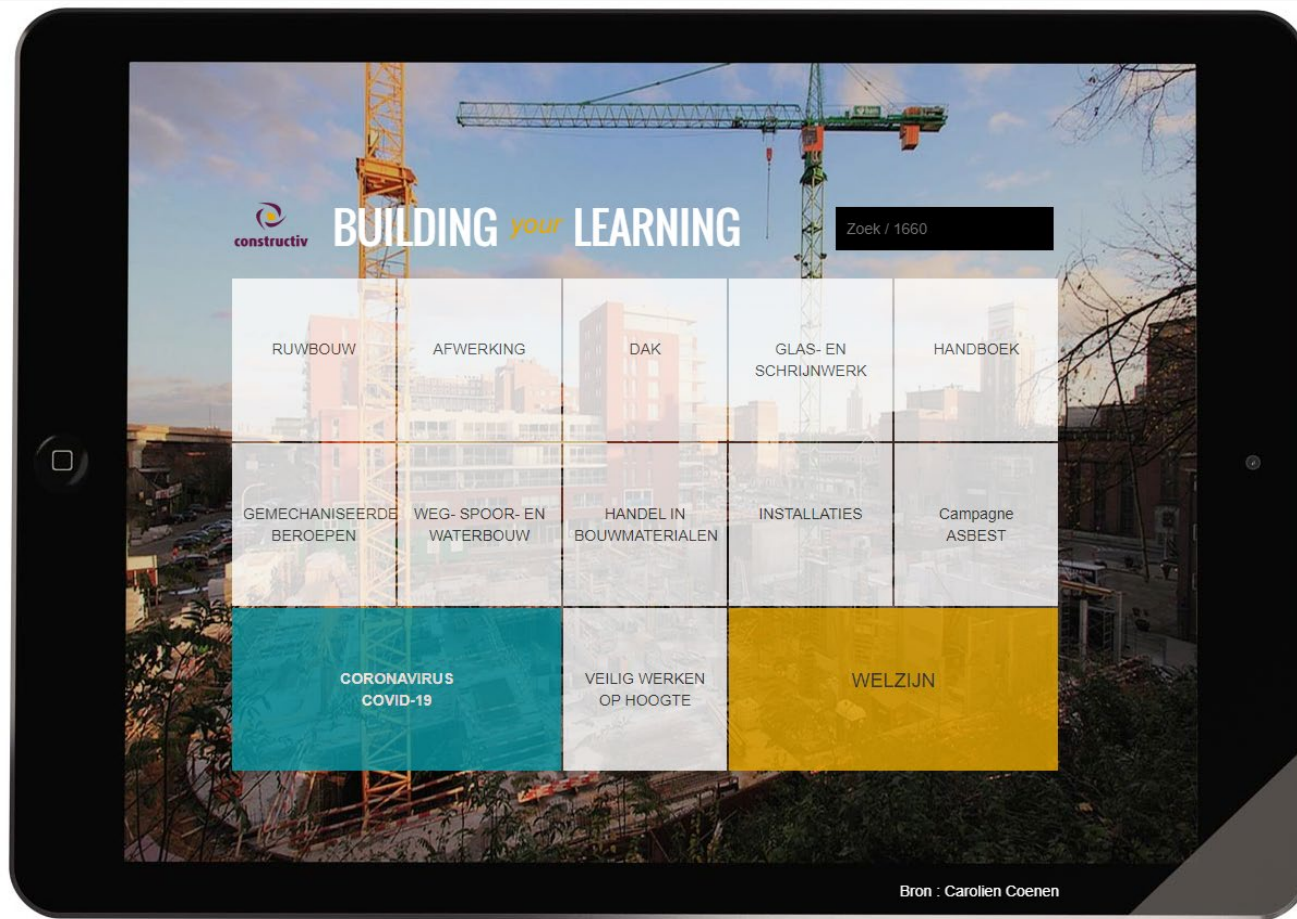 constructiv
BUILDING your LEARNING
Zoek / 1660
RUWBOUW
AFWERKING
DAK
GLAS- EN
SCHRIJNWERK
HANDBOEK
GEMECHANISEERDE
BEROEPEN
WEG- SPOOR- EN
WATERBOUW
HANDEL IN
BOUWMATERIALEN
INSTALLATIES
Campagne
ASBEST
CORONAVIRUS
COVID-19
VEILIG WERKEN
OP HOOGTE
WELZIJN
Bron : Carolien Coenen